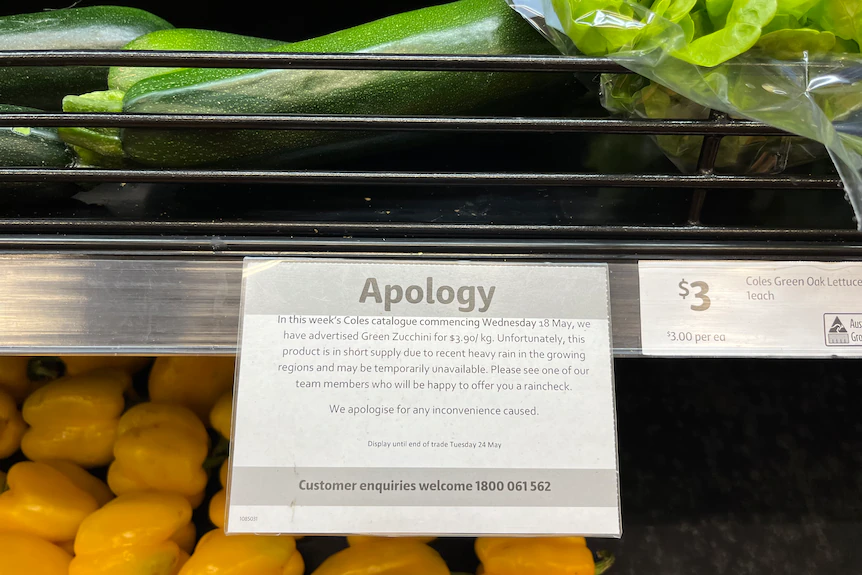 Apology
In this week's Coles catalogue commencing Wednesday 18 May, we
have advertised Green Zucchini for $3.90/ kg. Unfortunately, this
product is in short supply due to recent heavy rain in the growing
regions and may be temporarily unavailable. Please see one of our
team members who will be happy to offer you a raincheck.
We apologise for any inconvenience caused.
Display until end of trade Tuesday 24 May
Customer enquiries welcome 1800 061 562
$3
Coles Green Oak Lettuce
1each
$3.00 per ea
Aus
Gro